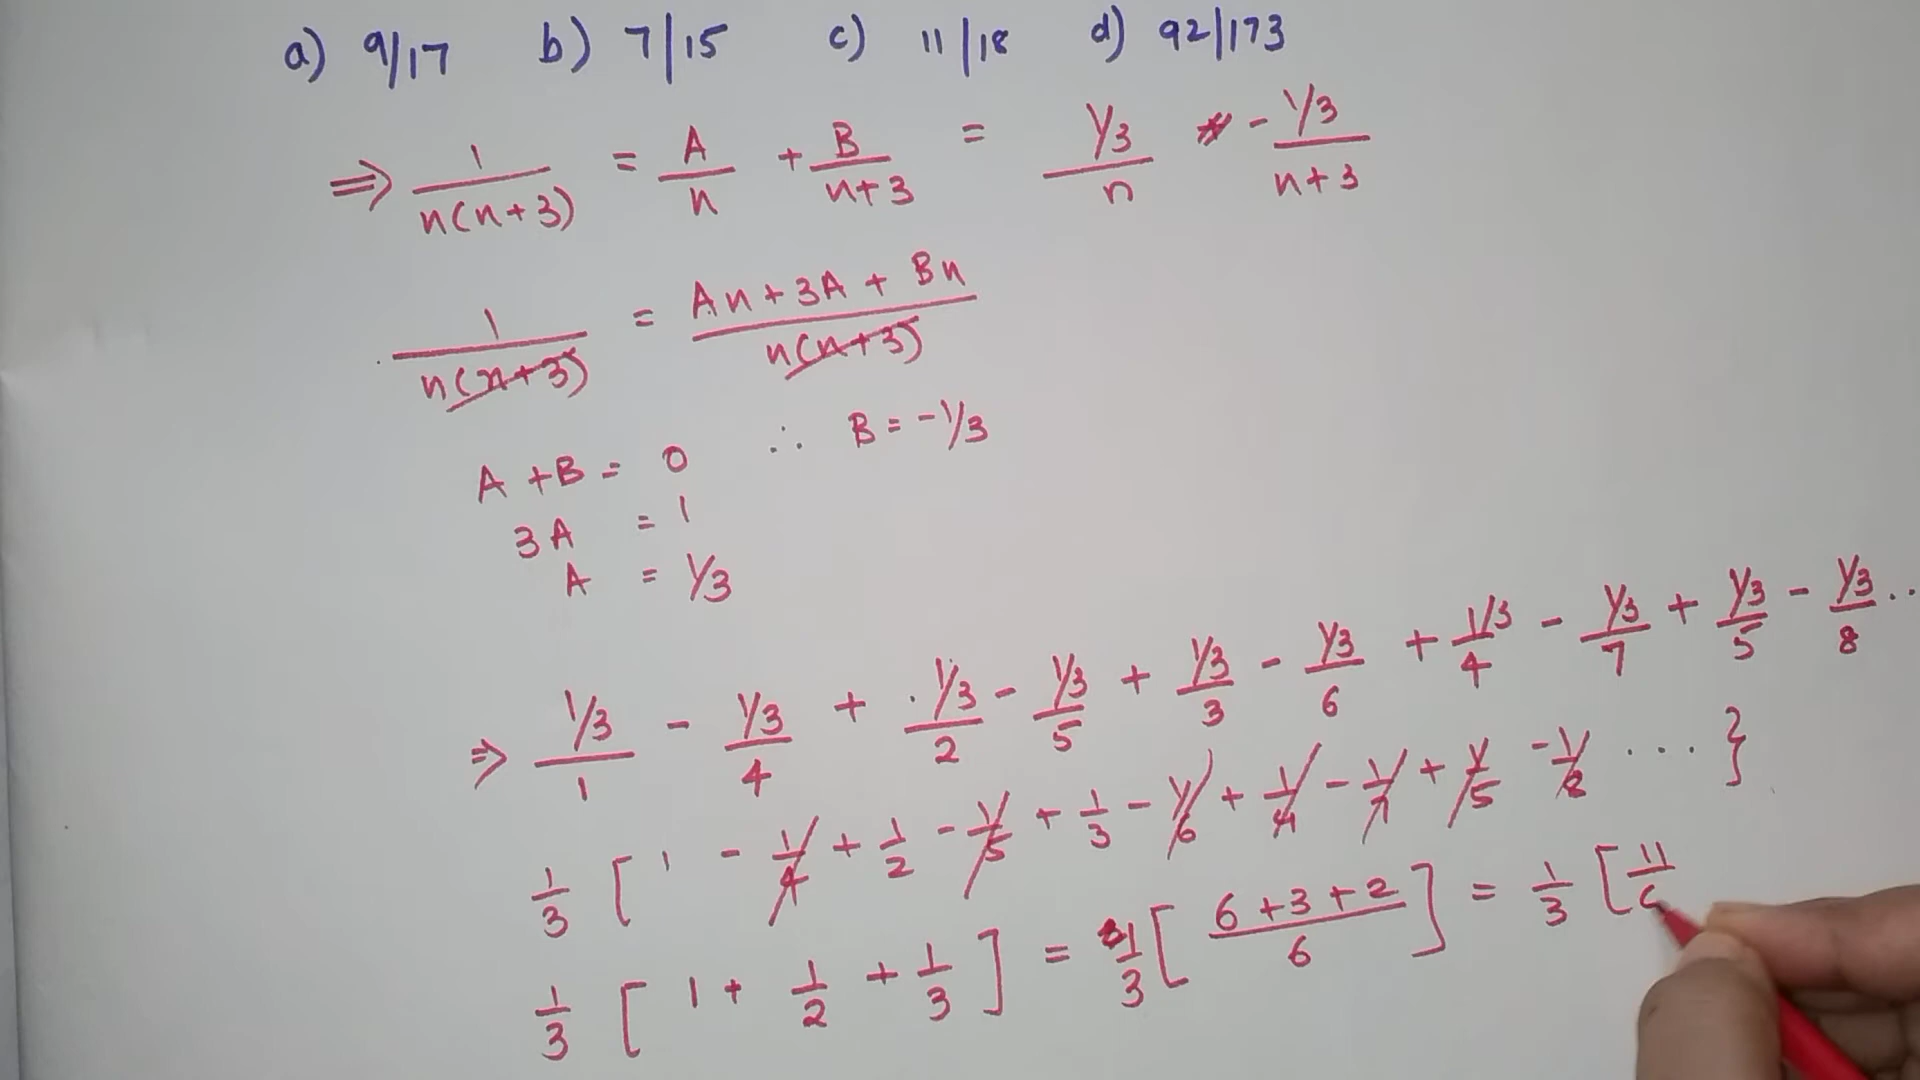 a) 9/17 b) 7/15 c) 11/18 d) 92/173
⇒ 1/n(n+3) = A/n + B/n+3 = 1/3/n - 1/3/n+3
1/n(n+3) = An+3A+Bn/n(n+3)
A+B = 0 ∴ B = -1/3
3A = 1
A = 1/3
⇒ 1/3/1 - 1/3/4 + 1/3/2 - 1/3/5 + 1/3/3 - 1/3/6 + 1/3/4 - 1/3/7 + 1/3/5 - 1/3/8 ..
1/3 [ 1 - 1/4 + 1/2 - 1/5 + 1/3 - 1/6 + 1/4 - 1/7 + 1/5 - 1/8 ... }
1/3 [ 1 + 1/2 + 1/3 ] = 1/3 [ 6+3+2/6 ] = 1/3 [ 11/